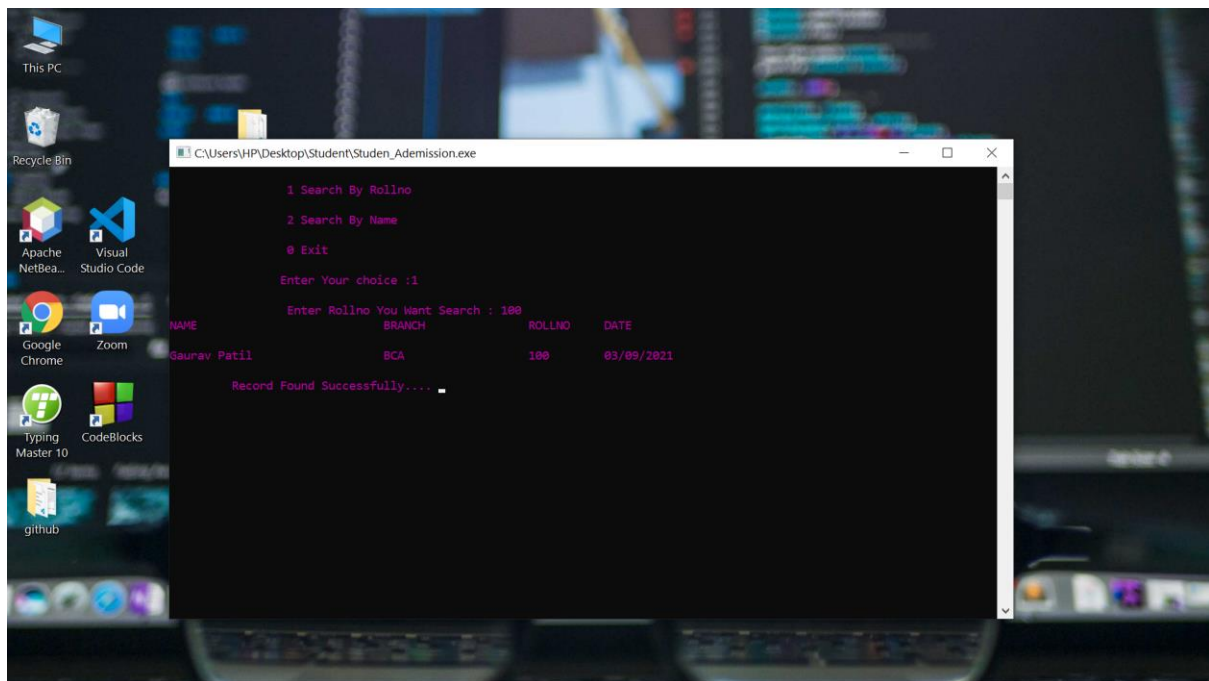 This PC
Recycle Bin
Apache
NetBea...
Visual
Studio Code
Google
Chrome
Zoom
Typing
Master 10
CodeBlocks
github
C:\Users\HP\Desktop\Student\Studen_Ademission.exe
1 Search By Rollno
2 Search By Name
0 Exit
Enter Your choice :1
Enter Rollno You Want Search : 100
NAME BRANCH ROLLNO DATE
Gaurav Patil BCA 100 03/09/2021
Record Found Successfully....